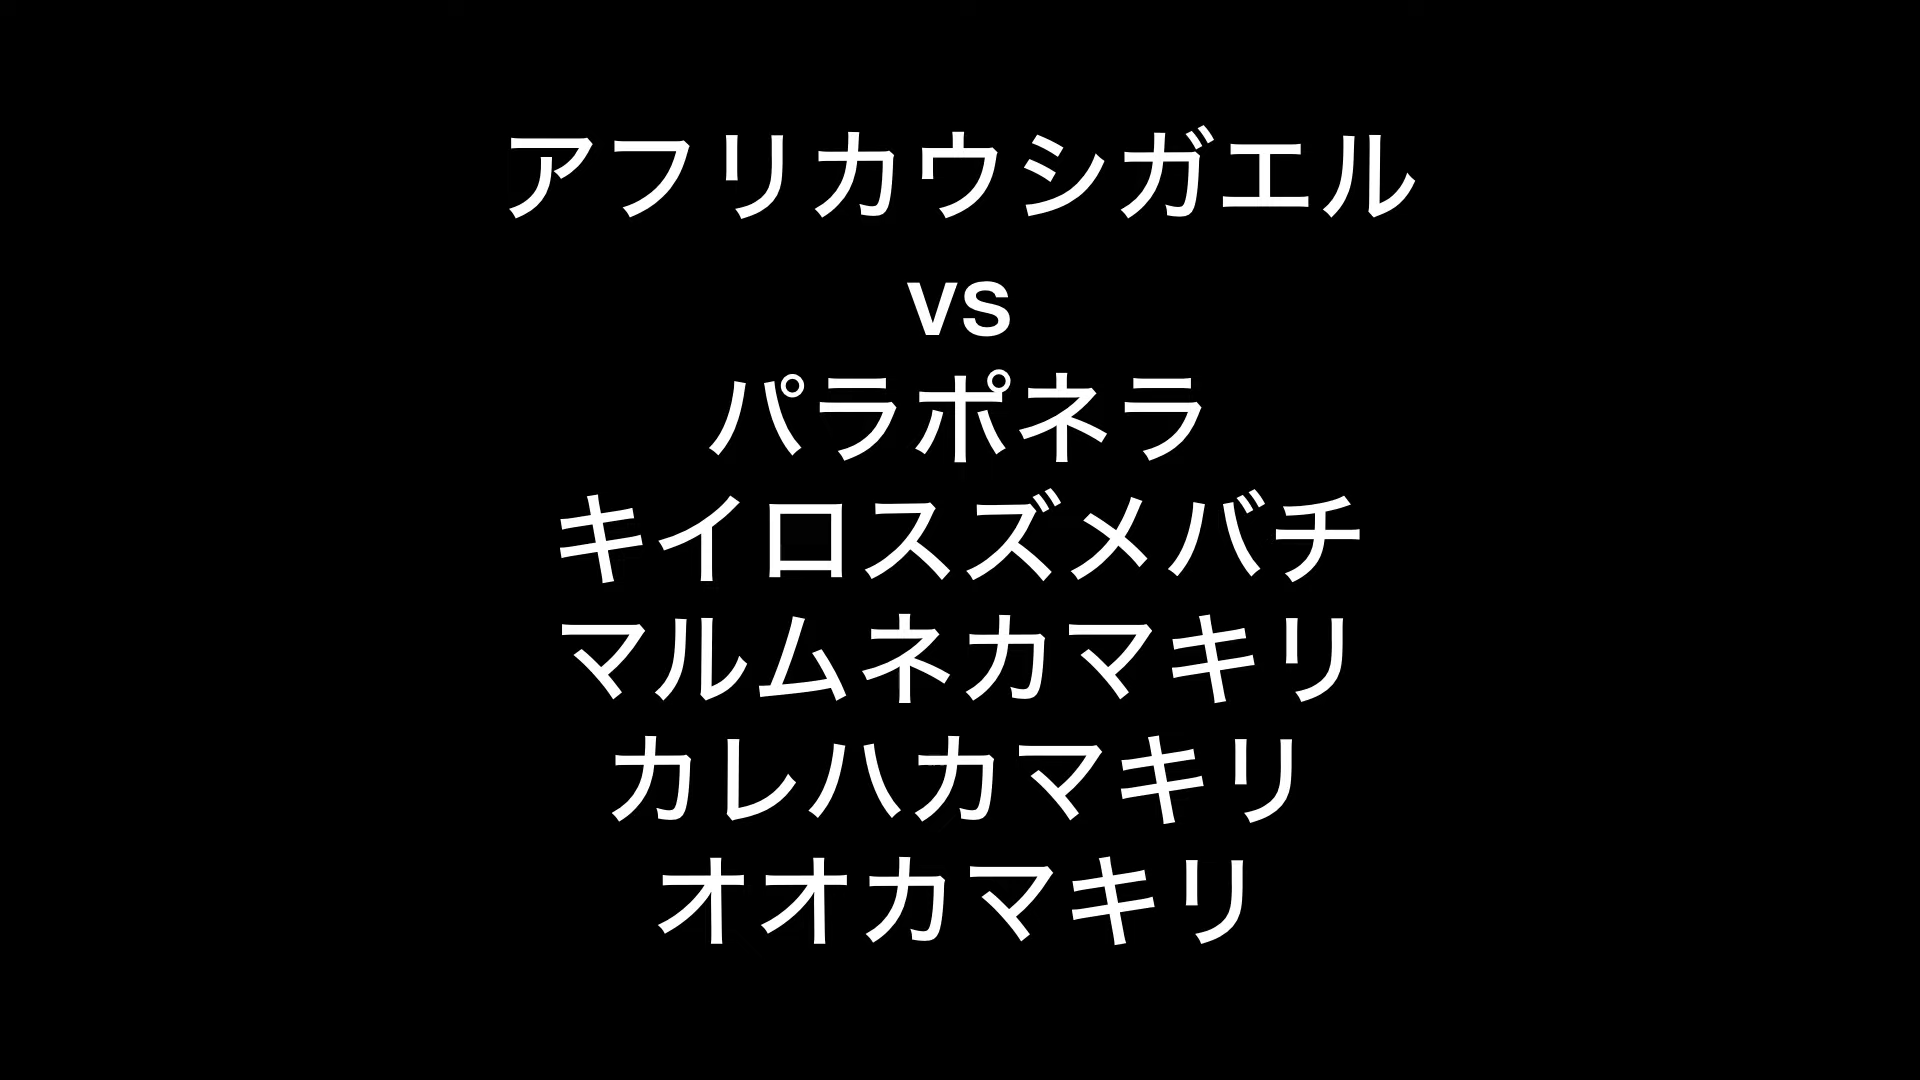 アフリカウシガエル
vs
パラポネラ
キイロスズメバチ
マルムネカマキリ
カレハカマキリ
オオカマキリ